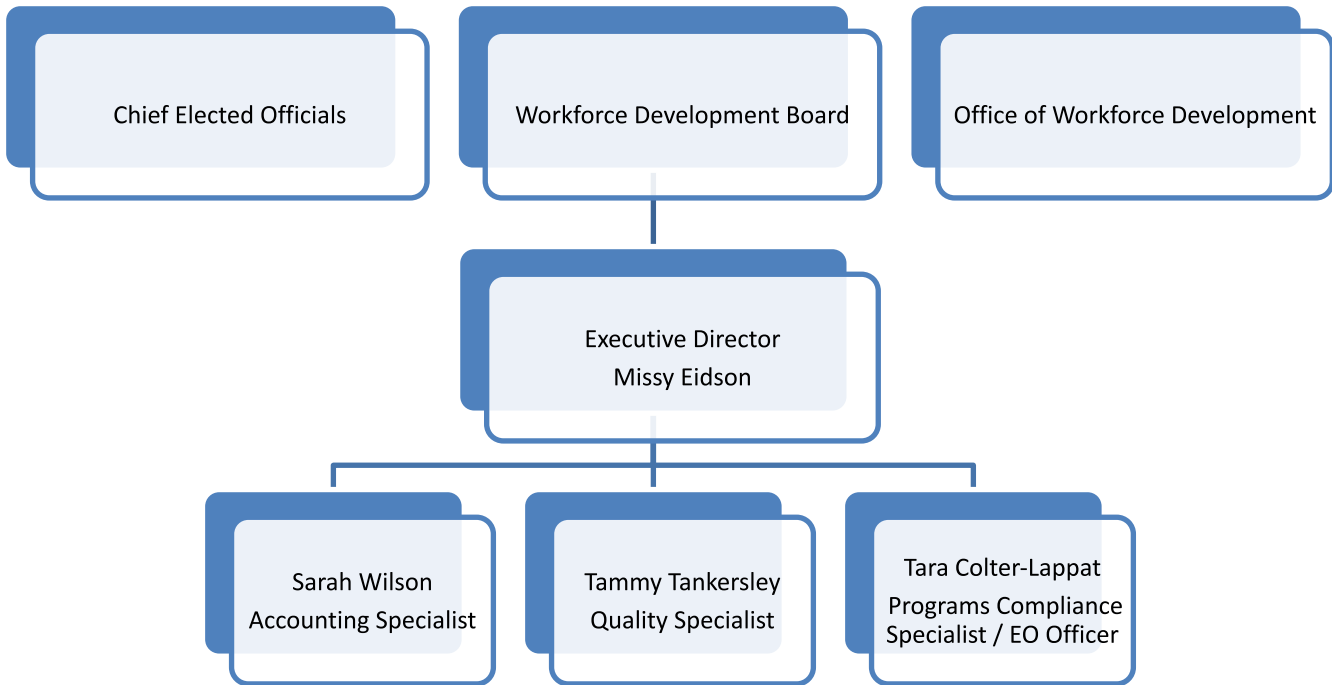 Chief Elected Officials
Workforce Development Board
Office of Workforce Development
Executive Director
Missy Eidson
Sarah Wilson
Accounting Specialist
Tammy Tankersley
Quality Specialist
Tara Colter-Lappat
Programs Compliance
Specialist / EO Officer